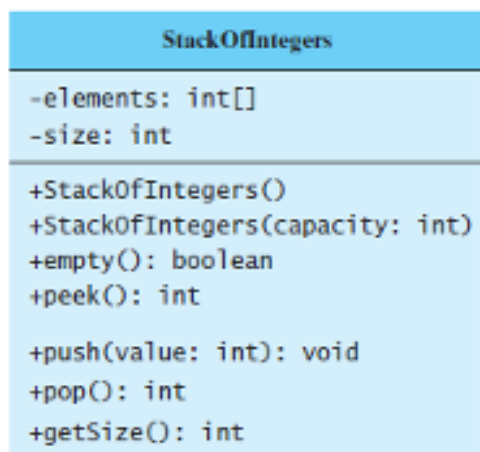 StackOfIntegers
-elements: int[]
-size: int
+StackOfIntegers()
+StackOfIntegers(capacity: int)
+empty(): boolean
+peek(): int
+push(value: int): void
+pop(): int
+getSize(): int